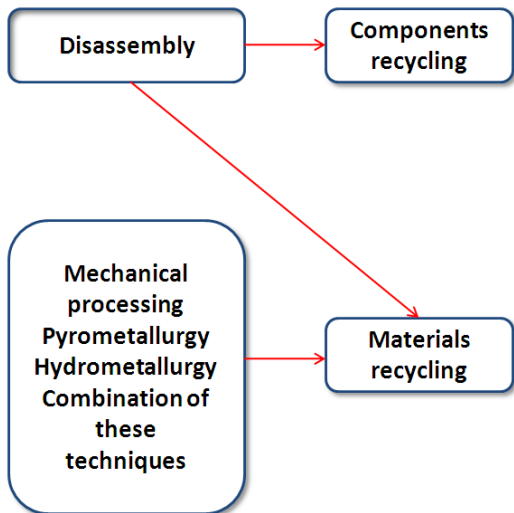 Disassembly
Components
recycling
Mechanical
processing
Pyrometallurgy
Hydrometallurgy
Combination of
these
techniques
Materials
recycling